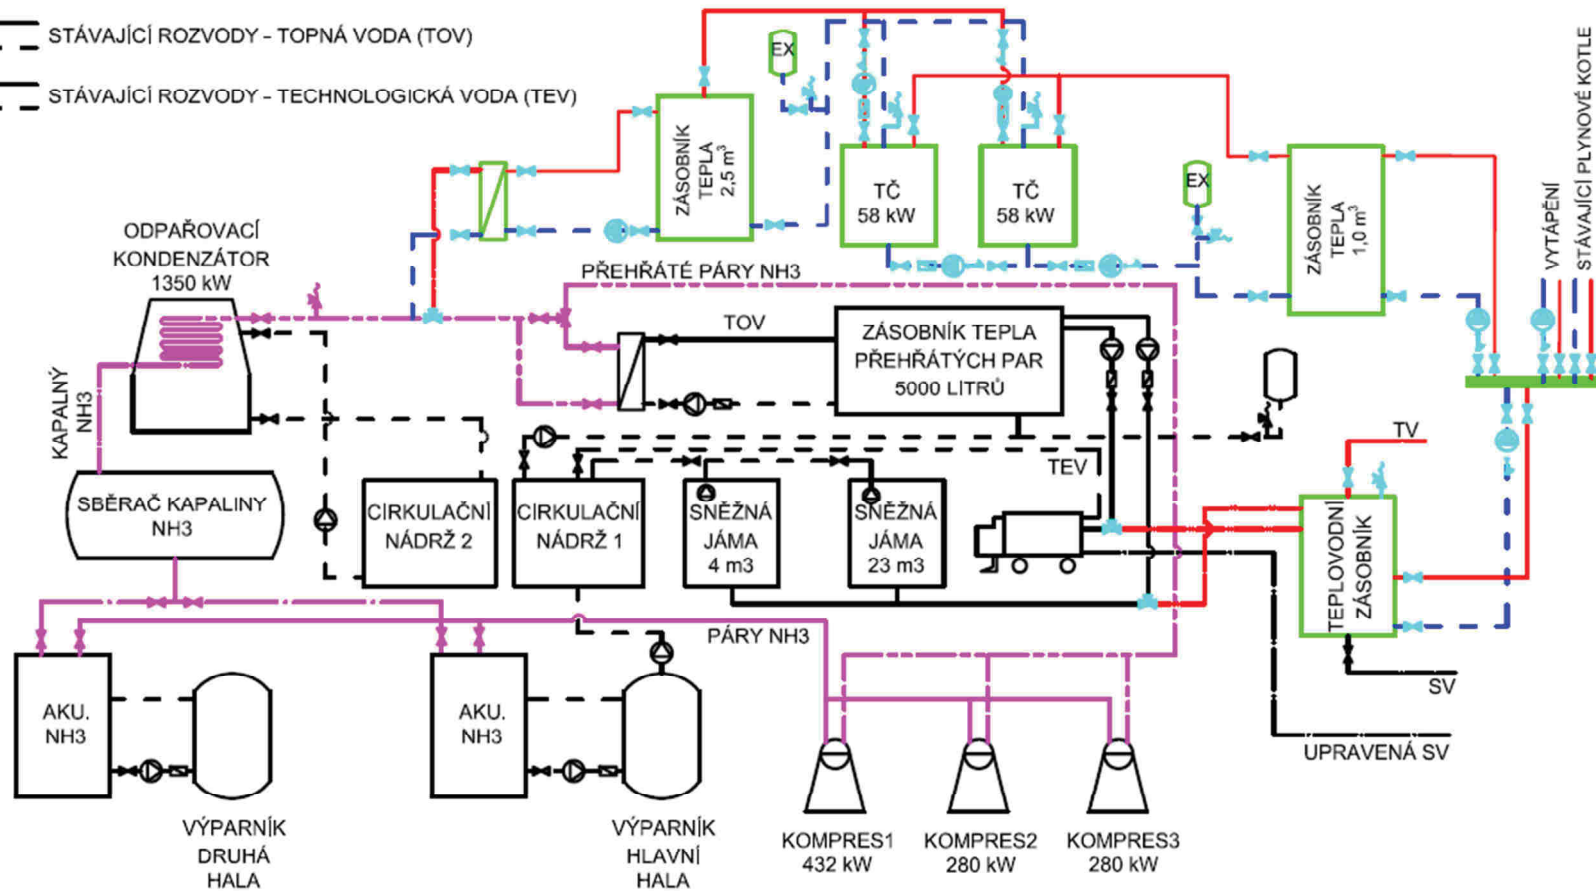 STÁVAJÍCÍ ROZVODY - TOPNÁ VODA (TOV)
STÁVAJÍCÍ ROZVODY - TECHNOLOGICKÁ VODA (TEV)
EX
ZÁSOBNÍK
TEPLA
2,5 m³
TČ
58 kW
TČ
58 kW
EX
ZÁSOBNÍK
TEPLA
1,0 m³
VYTÁPĚNÍ
STÁVAJÍCÍ PLYNOVÉ KOTLE
ODPAŘOVACÍ
KONDENZÁTOR
1350 kW
PŘEHŘÁTÉ PÁRY NH3
TOV
ZÁSOBNÍK TEPLA
PŘEHŘÁTÝCH PAR
5000 LITRŮ
KAPALNÝ
NH3
TV
TEV
SBĚRAČ KAPALINY
NH3
CIRKULAČNÍ
NÁDRŽ 2
CIRKULAČNÍ
NÁDRŽ 1
SNĚŽNÁ
JÁMA
4 m3
SNĚŽNÁ
JÁMA
23 m3
TEPLOVODNÍ
ZÁSOBNÍK
PÁRY NH3
SV
UPRAVENÁ SV
AKU.
NH3
AKU.
NH3
VÝPARNÍK
DRUHÁ
HALA
VÝPARNÍK
HLAVNÍ
HALA
KOMPRES1
432 kW
KOMPRES2
280 kW
KOMPRES3
280 kW